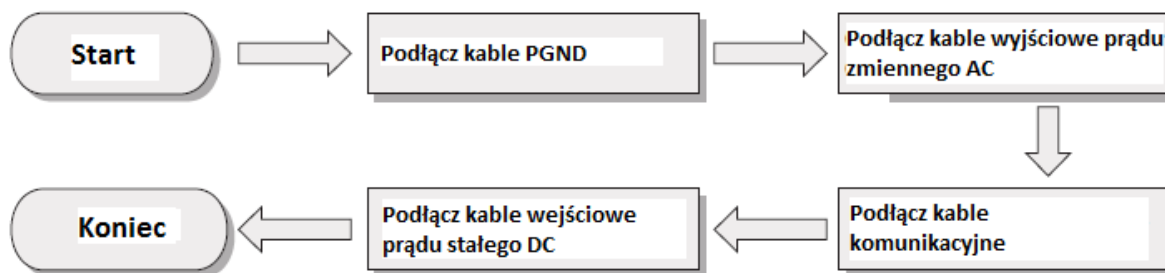 Start
Podłącz kable PGND
Podłącz kable wyjściowe prądu
zmiennego AC
Podłącz kable
komunikacyjne
Podłącz kable wejściowe
prądu stałego DC
Koniec